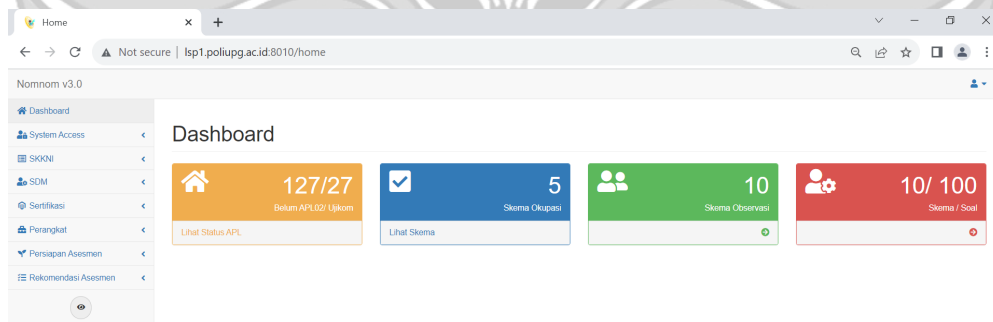 Home
Not secure | lsp1.poliupg.ac.id:8010/home
Nomnom v3.0
Dashboard
System Access
SKKNI
SDM
Sertifikasi
Perangkat
Persiapan Asesmen
Rekomendasi Asesmen
Dashboard
127/27
Belum APL02/ Ujikom
Lihat Status APL
5
Skema Okupasi
Lihat Skema
10
Skema Observasi
10/ 100
Skema / Soal